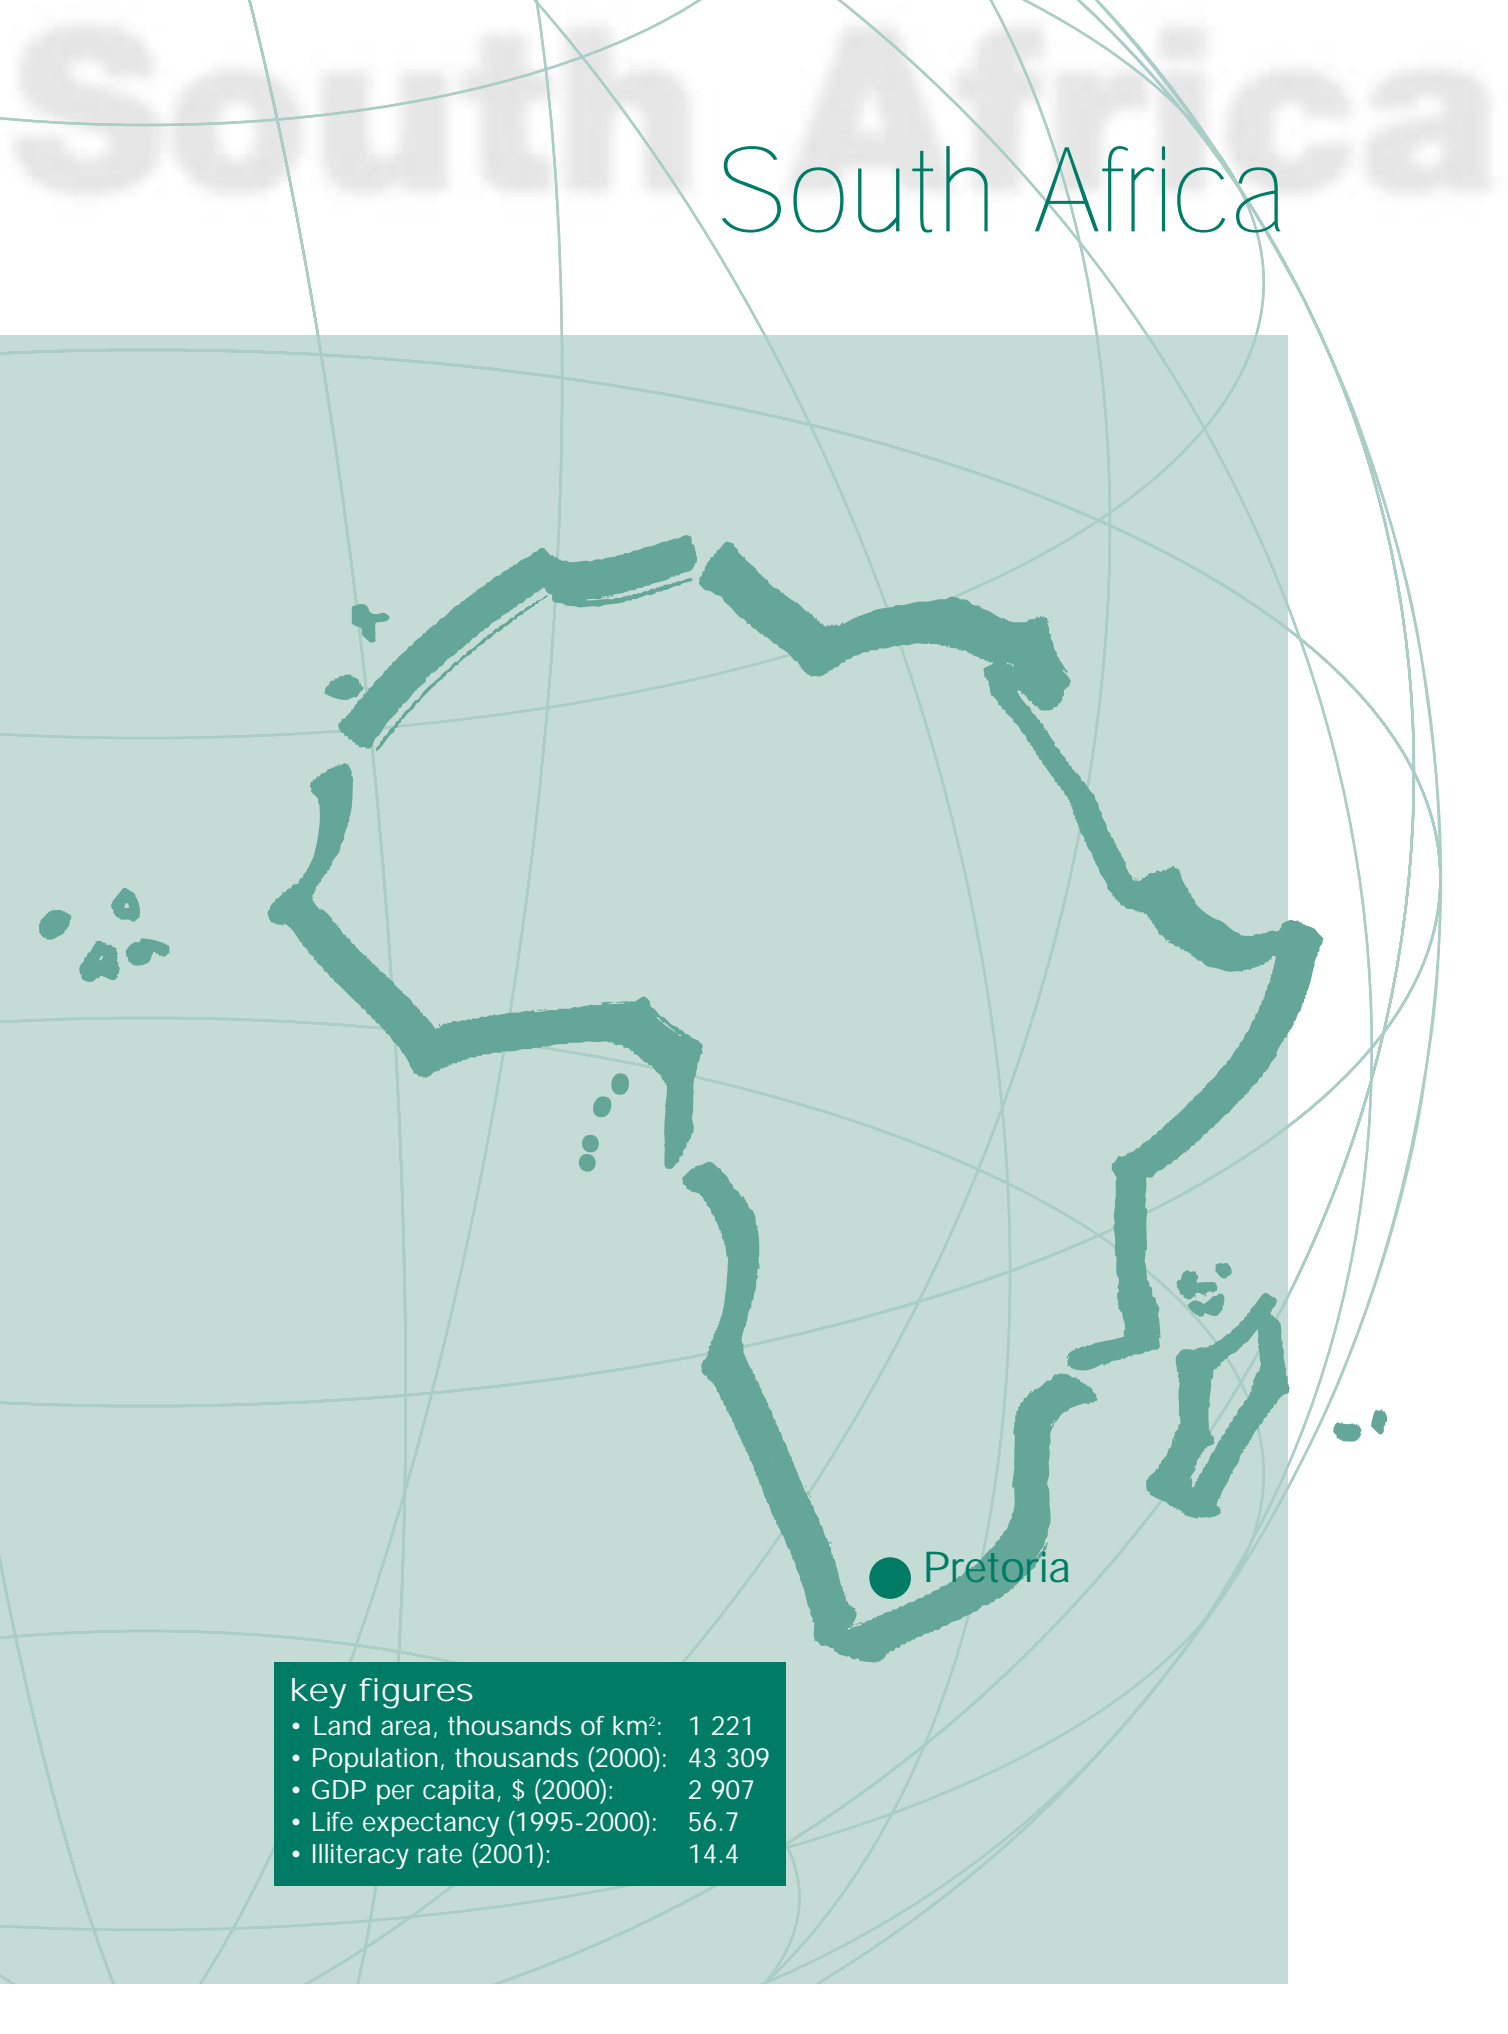 South Africa
South Africa
Pretoria
key figures
• Land area, thousands of km²: 1 221
• Population, thousands (2000): 43 309
• GDP per capita, $ (2000): 2 907
• Life expectancy (1995-2000): 56.7
• Illiteracy rate (2001): 14.4